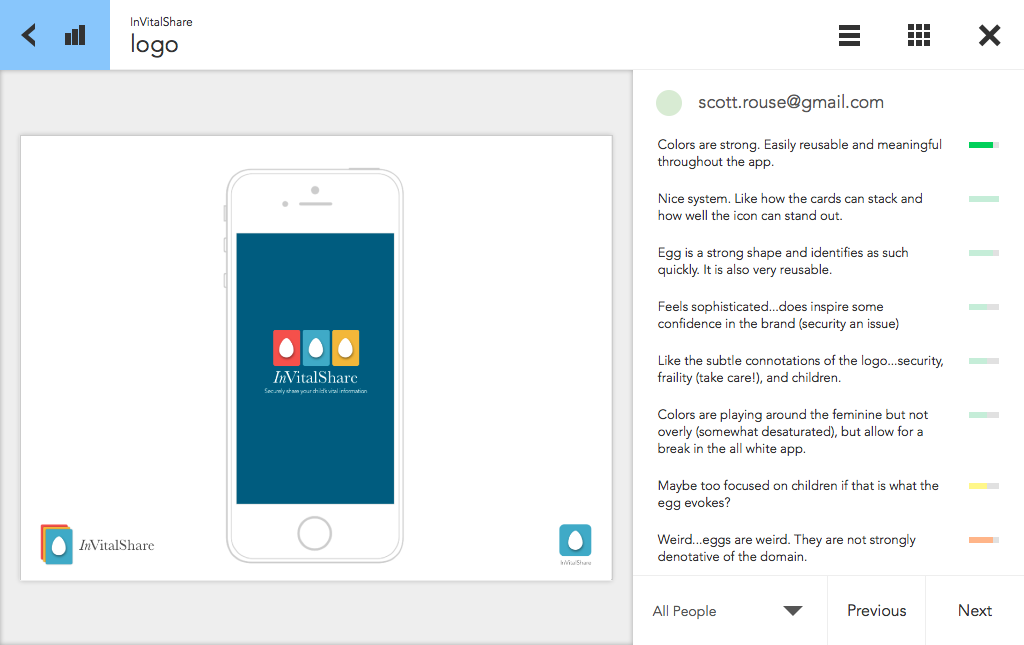 InVitalShare
logo
InVitalShare
Securely share your child's vital information
InVitalShare
InVitalShare
scott.rouse@gmail.com
Colors are strong. Easily reusable and meaningful
throughout the app.
Nice system. Like how the cards can stack and
how well the icon can stand out.
Egg is a strong shape and identifies as such
quickly. It is also very reusable.
Feels sophisticated...does inspire some
confidence in the brand (security an issue)
Like the subtle connotations of the logo...security,
fraility (take care!), and children.
Colors are playing around the feminine but not
overly (somewhat desaturated), but allow for a
break in the all white app.
Maybe too focused on children if that is what the
egg evokes?
Weird...eggs are weird. They are not strongly
denotative of the domain.
All People
Previous
Next